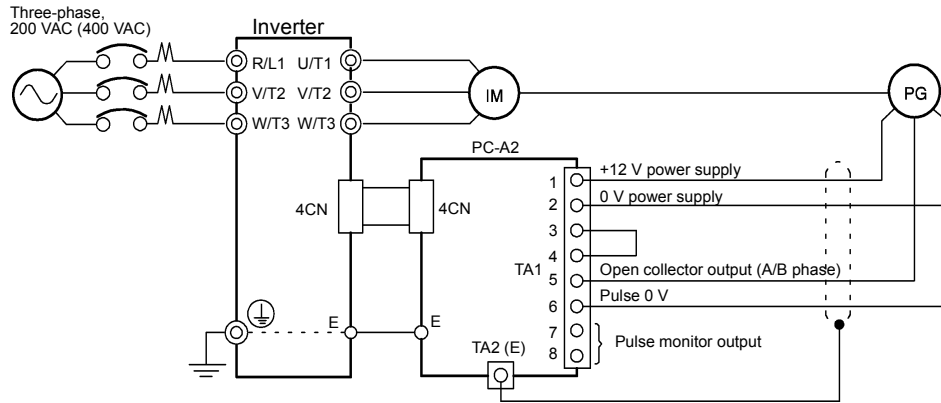 Three-phase,
200 VAC (400 VAC)
Inverter
R/L1 U/T1
V/T2 V/T2
W/T3 W/T3
IM
PG
PC-A2
4CN
4CN
1
2
3
4
5
6
7
8
TA1
+12 V power supply
0 V power supply
Open collector output (A/B phase)
Pulse 0 V
Pulse monitor output
E
E
TA2 (E)